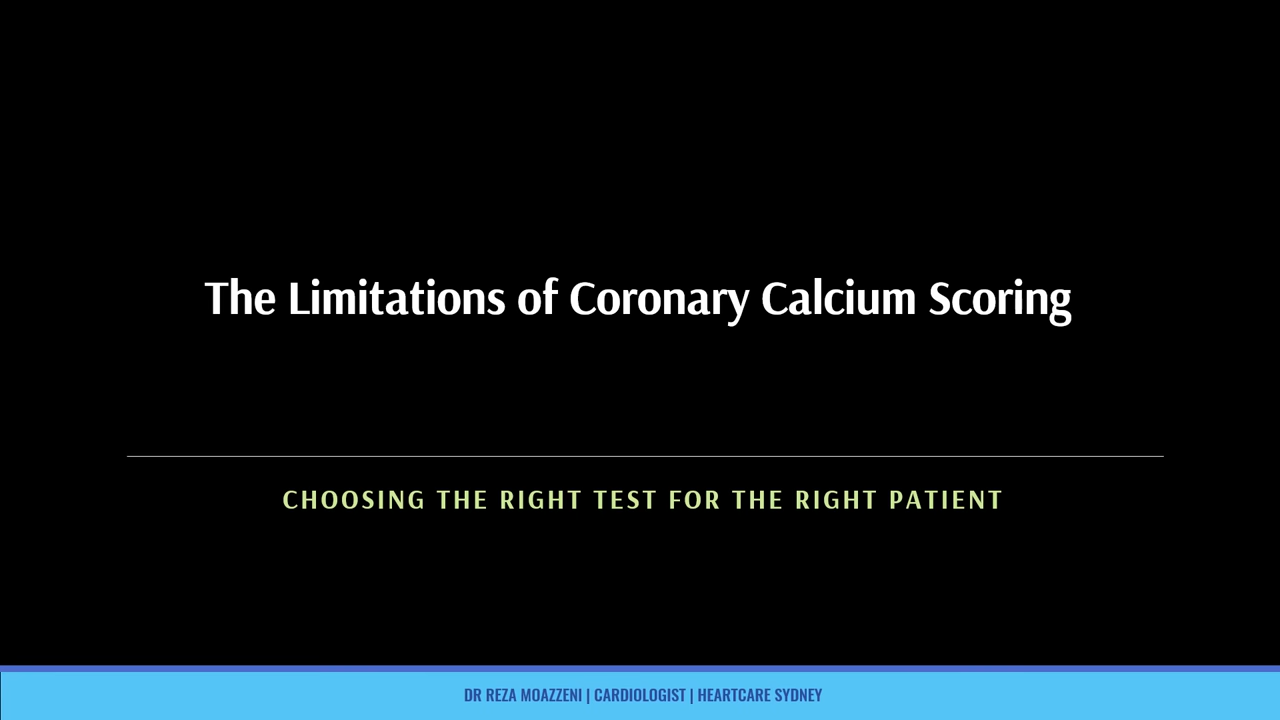 The Limitations of Coronary Calcium Scoring
CHOOSING THE RIGHT TEST FOR THE RIGHT PATIENT
DR REZA MOAZZENI | CARDIOLOGIST | HEARTCARE SYDNEY